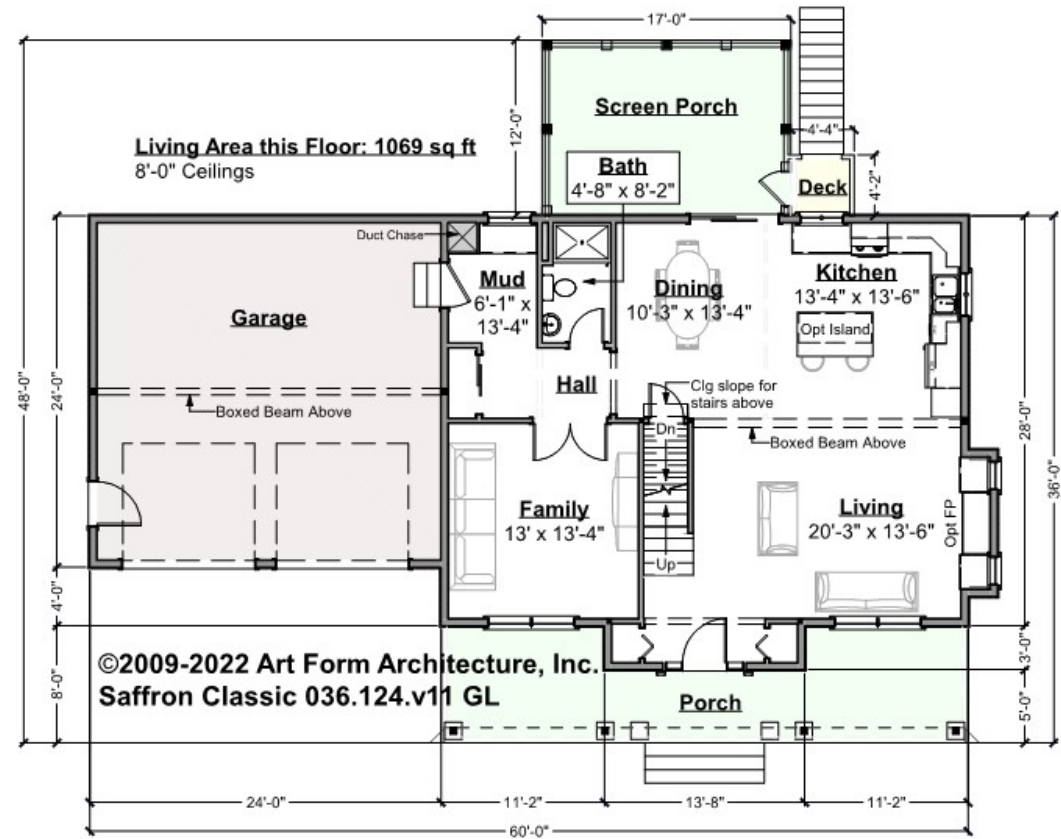 17'-0"
Screen Porch
12'-0"
4'-4"
Living Area this Floor: 1069 sq ft
8'-0" Ceilings
Bath
4'-8" x 8'-2"
Deck
4'-2"
Duct Chase
Mud
6'-1" x
13'-4"
Dining
10'-3" x 13'-4"
Kitchen
13'-4" x 13'-6"
Opt Island
Garage
48'-0"
24'-0"
Hall
Clg slope for
stairs above
Boxed Beam Above
Dn
Boxed Beam Above
28'-0"
36'-0"
Family
13' x 13'-4"
Living
20'-3" x 13'-6"
Opt FP
Up
4'-0"
8'-0"
3'-0"
©2009-2022 Art Form Architecture, Inc.
Saffron Classic 036.124.v11 GL
Porch
5'-0"
24'-0"
11'-2"
13'-8"
11'-2"
60'-0"